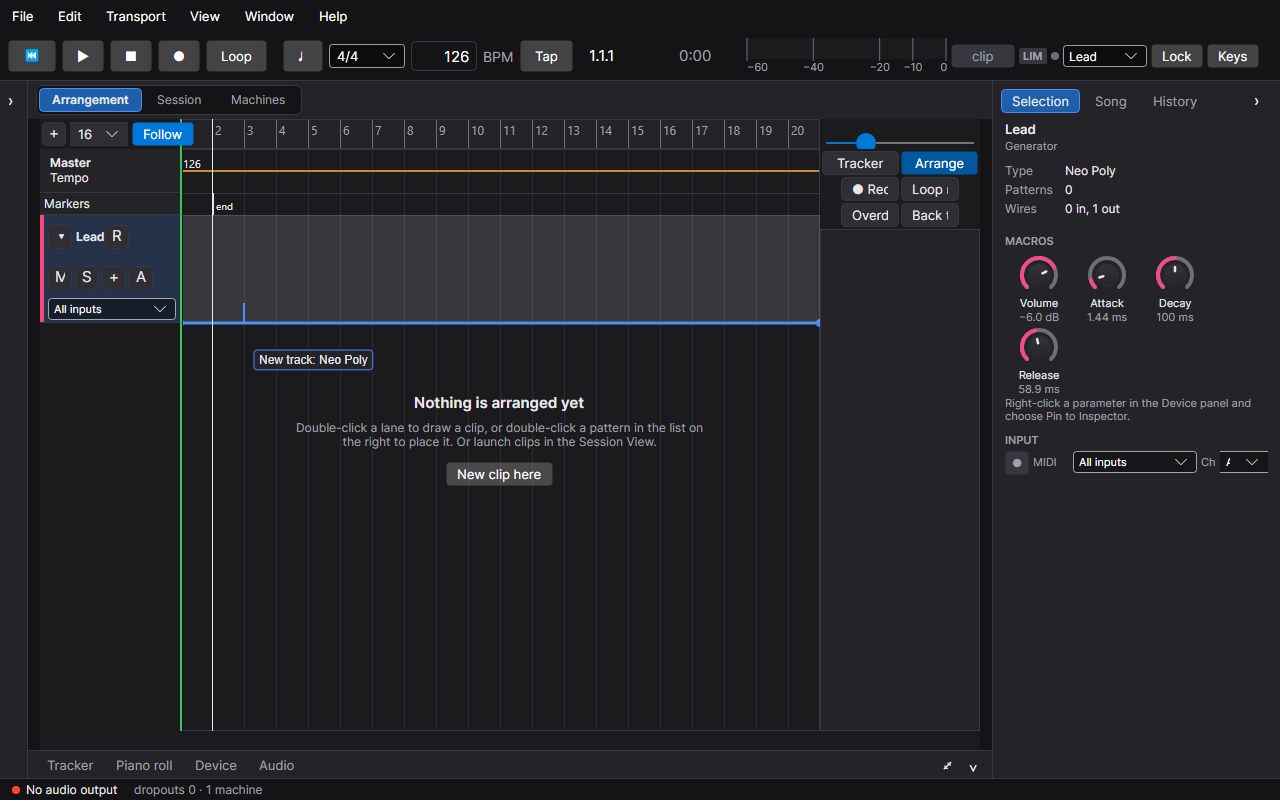 File Edit Transport View Window Help
Loop 4/4 126 BPM Tap 1.1.1 0:00 -60 -40 -20 -10 0 clip LIM Lead Lock Keys
Arrangement Session Machines
Selection Song History
+ 16 Follow 2 3 4 5 6 7 8 9 10 11 12 13 14 15 16 17 18 19 20
Master
Tempo
126
Markers
end
Lead R
M S + A
All inputs
New track: Neo Poly
Nothing is arranged yet
Double-click a lane to draw a clip, or double-click a pattern in the list on
the right to place it. Or launch clips in the Session View.
New clip here
Tracker Arrange
Rec Loop
Overd Back
Lead
Generator
Type Neo Poly
Patterns 0
Wires 0 in, 1 out
MACROS
Volume Attack Decay
−6.0 dB 1.44 ms 100 ms
Release
58.9 ms
Right-click a parameter in the Device panel and
choose Pin to Inspector.
INPUT
MIDI All inputs Ch
Tracker Piano roll Device Audio
No audio output dropouts 0 · 1 machine